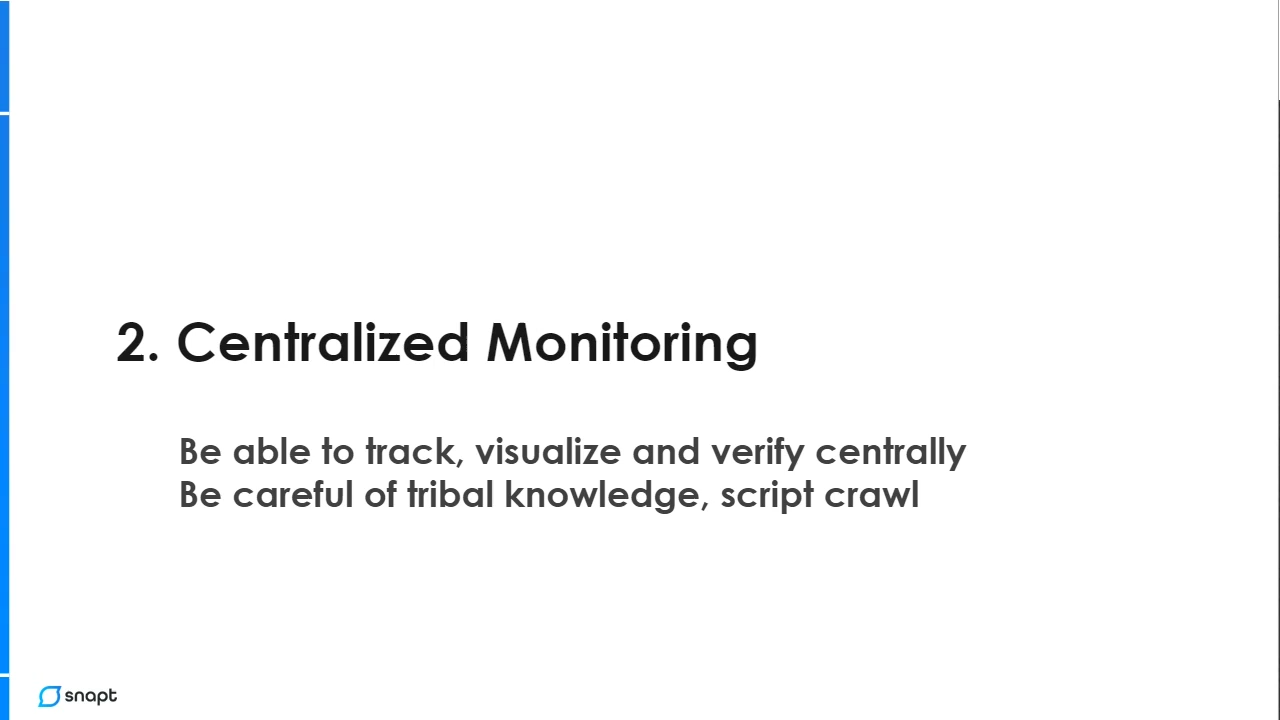 2. Centralized Monitoring
Be able to track, visualize and verify centrally
Be careful of tribal knowledge, script crawl
snapt